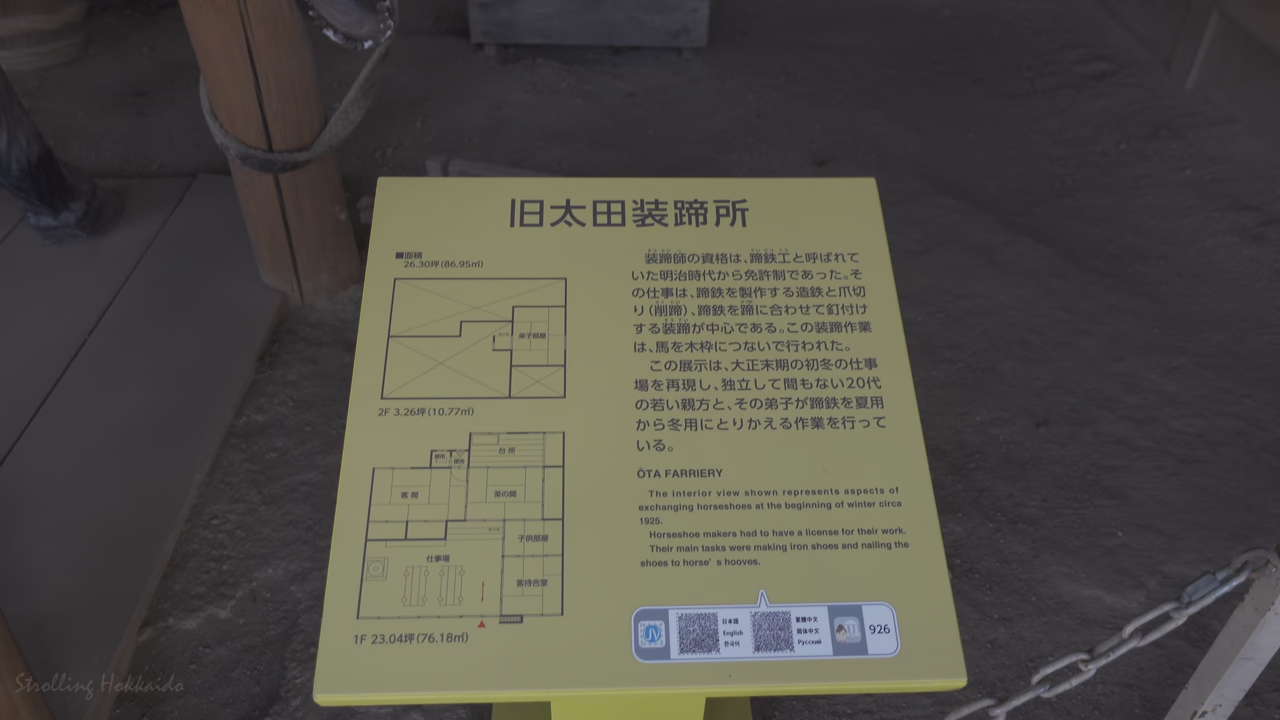 旧太田装蹄所
■面積
26.30坪(86.95㎡)
弟子部屋
2F 3.26坪(10.77㎡)
台所
便所
客間
茶の間
子供部屋
仕事場
客待合室
1F 23.04坪(76.18㎡)
装蹄師の資格は、蹄鉄工と呼ばれて
いた明治時代から免許制であった。そ
の仕事は、蹄鉄を製作する造鉄と爪切
り(削蹄)、蹄鉄を蹄に合わせて釘付け
する装蹄が中心である。この装蹄作業
は、馬を木枠につないで行われた。
この展示は、大正末期の初冬の仕事
場を再現し、独立して間もない20代
の若い親方と、その弟子が蹄鉄を夏用
から冬用にとりかえる作業を行って
いる。
ŌTA FARRIERY
The interior view shown represents aspects of
exchanging horseshoes at the beginning of winter circa
1925.
Horseshoe makers had to have a license for their work.
Their main tasks were making iron shoes and nailing the
shoes to horse's hooves.
日本語
English
한국어
繁體中文
简体中文
Русский
926
Strolling Hokkaido